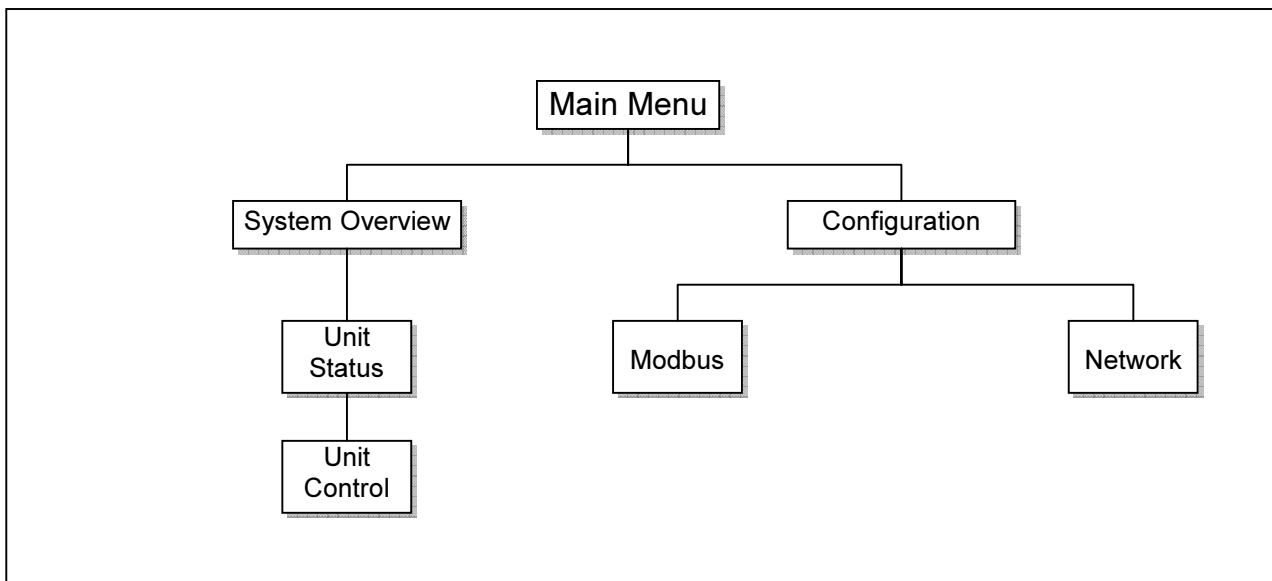 Main Menu
System Overview
Configuration
Unit
Status
Modbus
Network
Unit
Control